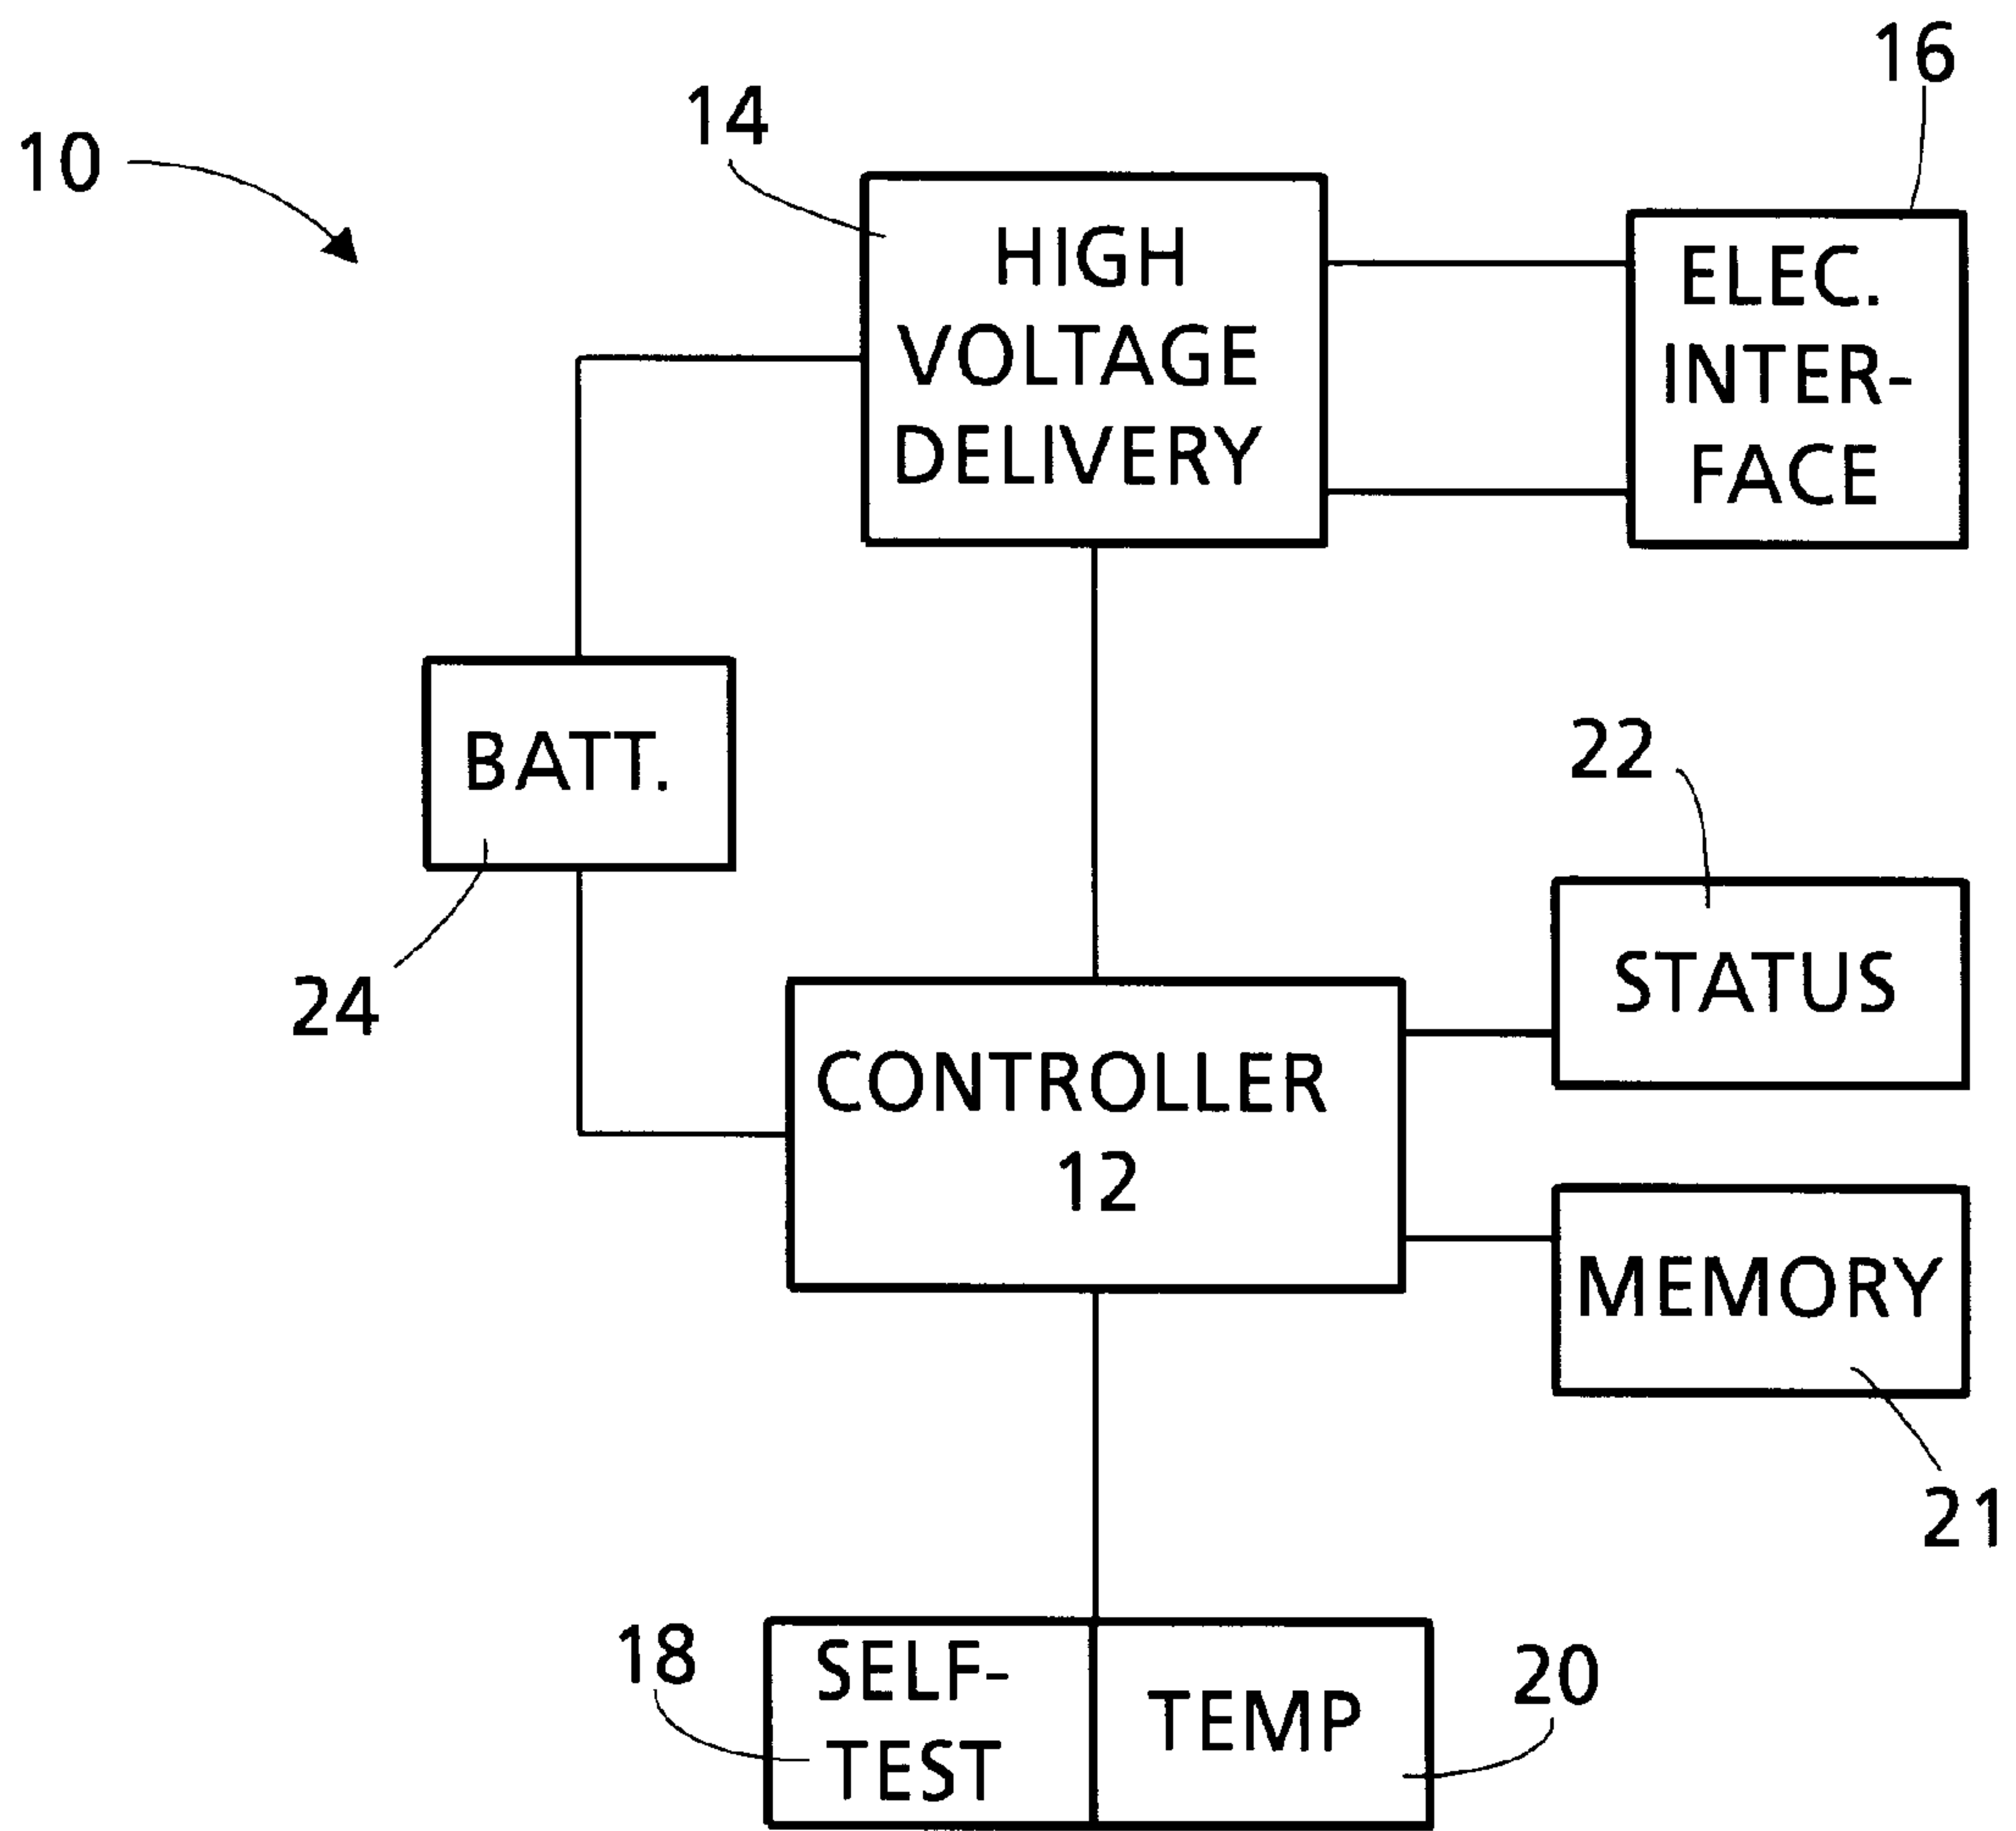 16
14
10
HIGH
VOLTAGE
DELIVERY
ELEC.
INTER-
FACE
BATT.
22
24
STATUS
CONTROLLER
12
MEMORY
21
18
SELF-
TEST
TEMP
20